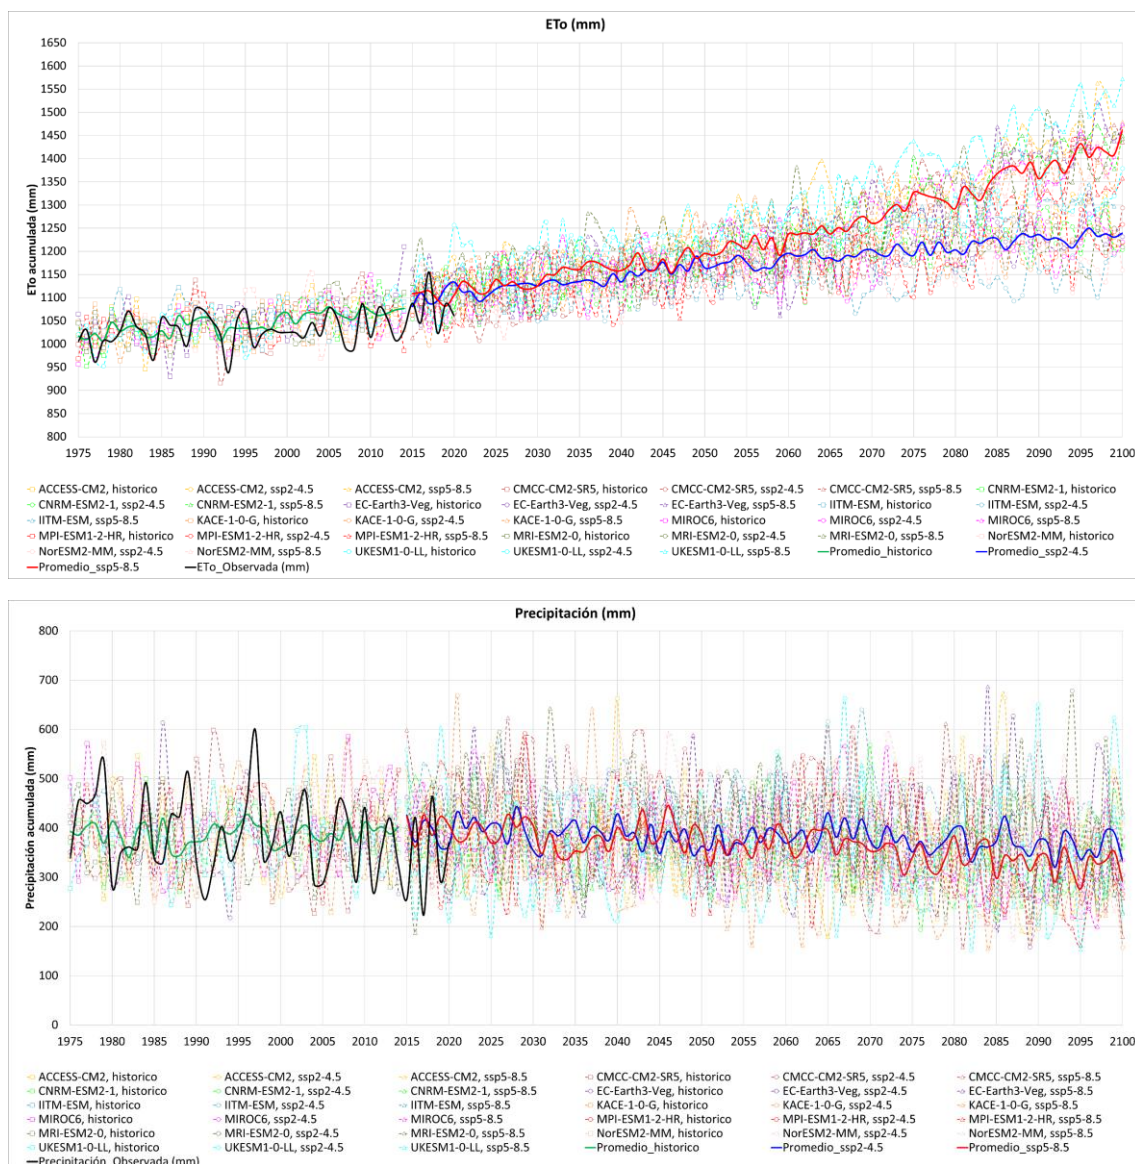 ETo (mm)
ETo acumulada (mm)
1650
1600
1550
1500
1450
1400
1350
1300
1250
1200
1150
1100
1050
1000
950
900
850
800
1975 1980 1985 1990 1995 2000 2005 2010 2015 2020 2025 2030 2035 2040 2045 2050 2055 2060 2065 2070 2075 2080 2085 2090 2095 2100
ACCESS-CM2, historico ACCESS-CM2, ssp2-4.5 ACCESS-CM2, ssp5-8.5 CMCC-CM2-SR5, historico CMCC-CM2-SR5, ssp2-4.5 CMCC-CM2-SR5, ssp5-8.5 CNRM-ESM2-1, historico
CNRM-ESM2-1, ssp2-4.5 CNRM-ESM2-1, ssp5-8.5 EC-Earth3-Veg, historico EC-Earth3-Veg, ssp2-4.5 EC-Earth3-Veg, ssp5-8.5 IITM-ESM, historico IITM-ESM, ssp2-4.5
IITM-ESM, ssp5-8.5 KACE-1-0-G, historico KACE-1-0-G, ssp2-4.5 KACE-1-0-G, ssp5-8.5 MIROC6, historico MIROC6, ssp2-4.5 MIROC6, ssp5-8.5
MPI-ESM1-2-HR, historico MPI-ESM1-2-HR, ssp2-4.5 MPI-ESM1-2-HR, ssp5-8.5 MRI-ESM2-0, historico MRI-ESM2-0, ssp2-4.5 MRI-ESM2-0, ssp5-8.5 NorESM2-MM, historico
NorESM2-MM, ssp2-4.5 NorESM2-MM, ssp5-8.5 UKESM1-0-LL, historico UKESM1-0-LL, ssp2-4.5 UKESM1-0-LL, ssp5-8.5 Promedio_historico Promedio_ssp2-4.5
Promedio_ssp5-8.5 ETo_Observada (mm)
Precipitación (mm)
Precipitación acumulada (mm)
800
700
600
500
400
300
200
100
0
1975 1980 1985 1990 1995 2000 2005 2010 2015 2020 2025 2030 2035 2040 2045 2050 2055 2060 2065 2070 2075 2080 2085 2090 2095 2100
ACCESS-CM2, historico ACCESS-CM2, ssp2-4.5 ACCESS-CM2, ssp5-8.5 CMCC-CM2-SR5, historico CMCC-CM2-SR5, ssp2-4.5 CMCC-CM2-SR5, ssp5-8.5
CNRM-ESM2-1, historico CNRM-ESM2-1, ssp2-4.5 CNRM-ESM2-1, ssp5-8.5 EC-Earth3-Veg, historico EC-Earth3-Veg, ssp2-4.5 EC-Earth3-Veg, ssp5-8.5
IITM-ESM, historico IITM-ESM, ssp2-4.5 IITM-ESM, ssp5-8.5 KACE-1-0-G, historico KACE-1-0-G, ssp2-4.5 KACE-1-0-G, ssp5-8.5
MIROC6, historico MIROC6, ssp2-4.5 MIROC6, ssp5-8.5 MPI-ESM1-2-HR, historico MPI-ESM1-2-HR, ssp2-4.5 MPI-ESM1-2-HR, ssp5-8.5
MRI-ESM2-0, historico MRI-ESM2-0, ssp2-4.5 MRI-ESM2-0, ssp5-8.5 NorESM2-MM, historico NorESM2-MM, ssp2-4.5 NorESM2-MM, ssp5-8.5
UKESM1-0-LL, historico UKESM1-0-LL, ssp2-4.5 UKESM1-0-LL, ssp5-8.5 Promedio_historico Promedio_ssp2-4.5 Promedio_ssp5-8.5
Precipitación_Observada (mm)